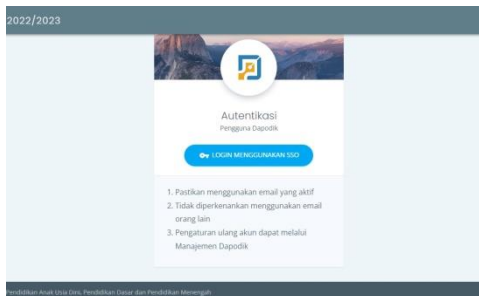 2022/2023
Autentikasi
Pengguna Dapodik
LOGIN MENGGUNAKAN SSO
1. Pastikan menggunakan email yang aktif
2. Tidak diperkenankan menggunakan email
orang lain
3. Pengaturan ulang akun dapat melalui
Manajemen Dapodik
Pendidikan Anak Usia Dini, Pendidikan Dasar dan Pendidikan Menengah